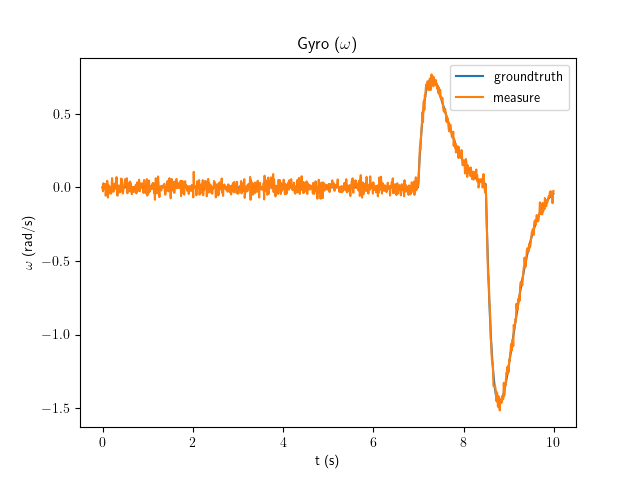 Gyro (ω)
groundtruth
measure
0.5
0.0
−0.5
−1.0
−1.5
ω (rad/s)
0 2 4 6 8 10
t (s)